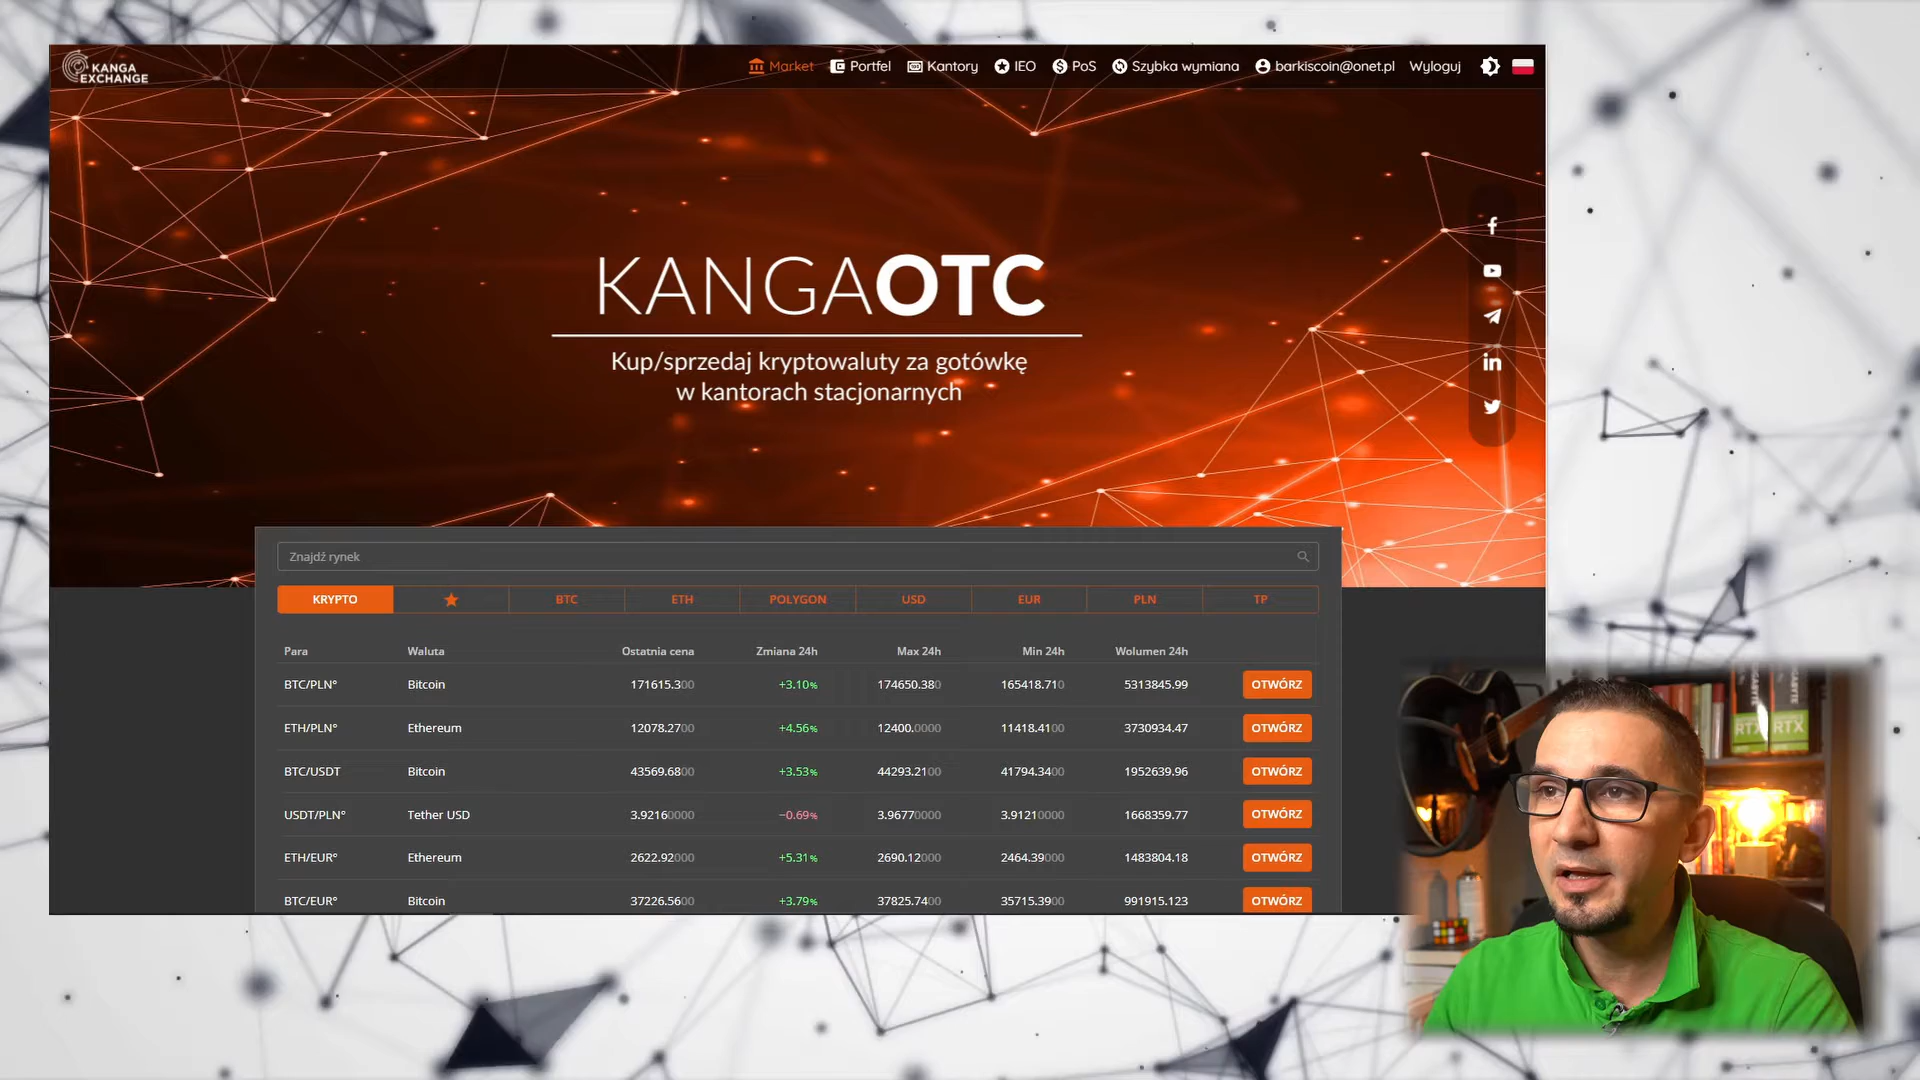 KANGA
EXCHANGE
Market Portfel Kantory IEO PoS Szybka wymiana barkiscoin@onet.pl Wyloguj
KANGAOTC
Kup/sprzedaj kryptowaluty za gotówkę
w kantorach stacjonarnych
Znajdź rynek
KRYPTO BTC ETH POLYGON USD EUR PLN TP
Para Waluta Ostatnia cena Zmiana 24h Max 24h Min 24h Wolumen 24h
BTC/PLN° Bitcoin 171615.300 +3.10% 174650.380 165418.710 5313845.99 OTWÓRZ
ETH/PLN° Ethereum 12078.2700 +4.56% 12400.0000 11418.4100 3730934.47 OTWÓRZ
BTC/USDT Bitcoin 43569.6800 +3.53% 44293.2100 41794.3400 1952639.96 OTWÓRZ
USDT/PLN° Tether USD 3.92160000 −0.69% 3.96770000 3.91210000 1668359.77 OTWÓRZ
ETH/EUR° Ethereum 2622.92000 +5.31% 2690.12000 2464.39000 1483804.18 OTWÓRZ
BTC/EUR° Bitcoin 37226.5600 +3.79% 37825.7400 35715.3900 991915.123 OTWÓRZ
RTX RTX